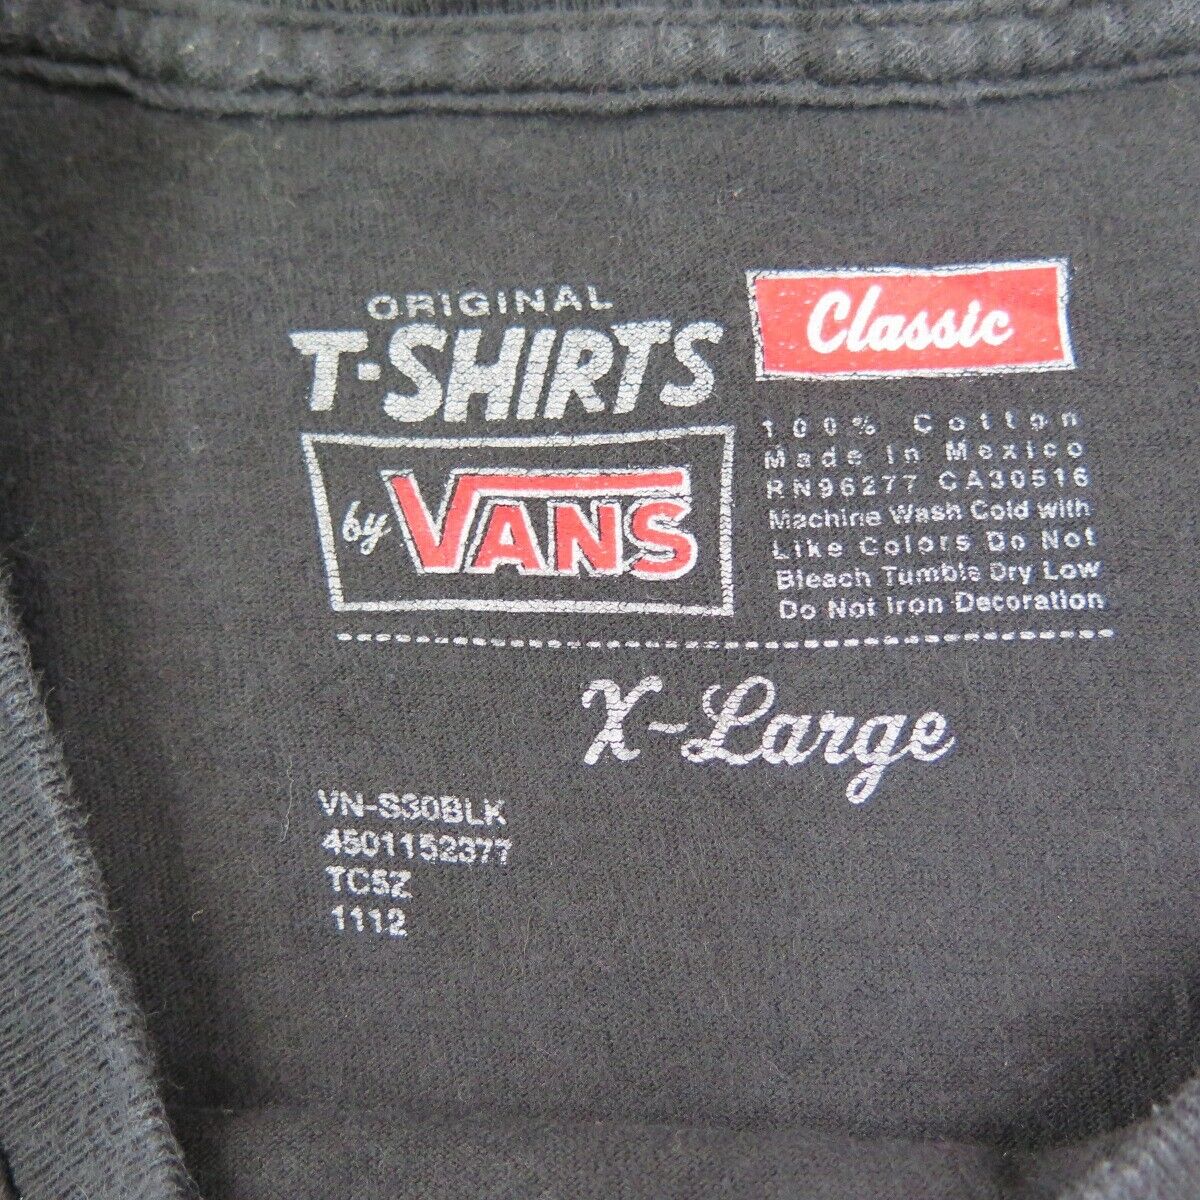 ORIGINAL
T-SHIRTS
by VANS
Classic
100% Cotton
Made In Mexico
RN96277 CA30516
Machine Wash Cold with
Like Colors Do Not
Bleach Tumble Dry Low
Do Not Iron Decoration
X-Large
VN-S30BLK
4501152377
TC5Z
1112